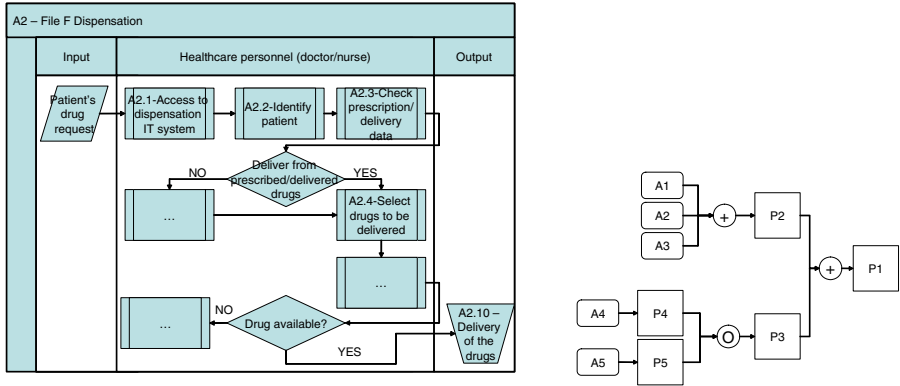 A2 – File F Dispensation
Input
Healthcare personnel (doctor/nurse)
Output
Patient's
drug
request
A2.1-Access to
dispensation
IT system
A2.2-Identify
patient
A2.3-Check
prescription/
delivery
data
NO
Deliver from
prescribed/delivered
drugs
YES
...
A2.4-Select
drugs to be
delivered
...
...
NO
Drug available?
YES
A2.10 –
Delivery
of the
drugs
A1
A2
A3
+
P2
+
P1
A4
P4
O
P3
A5
P5